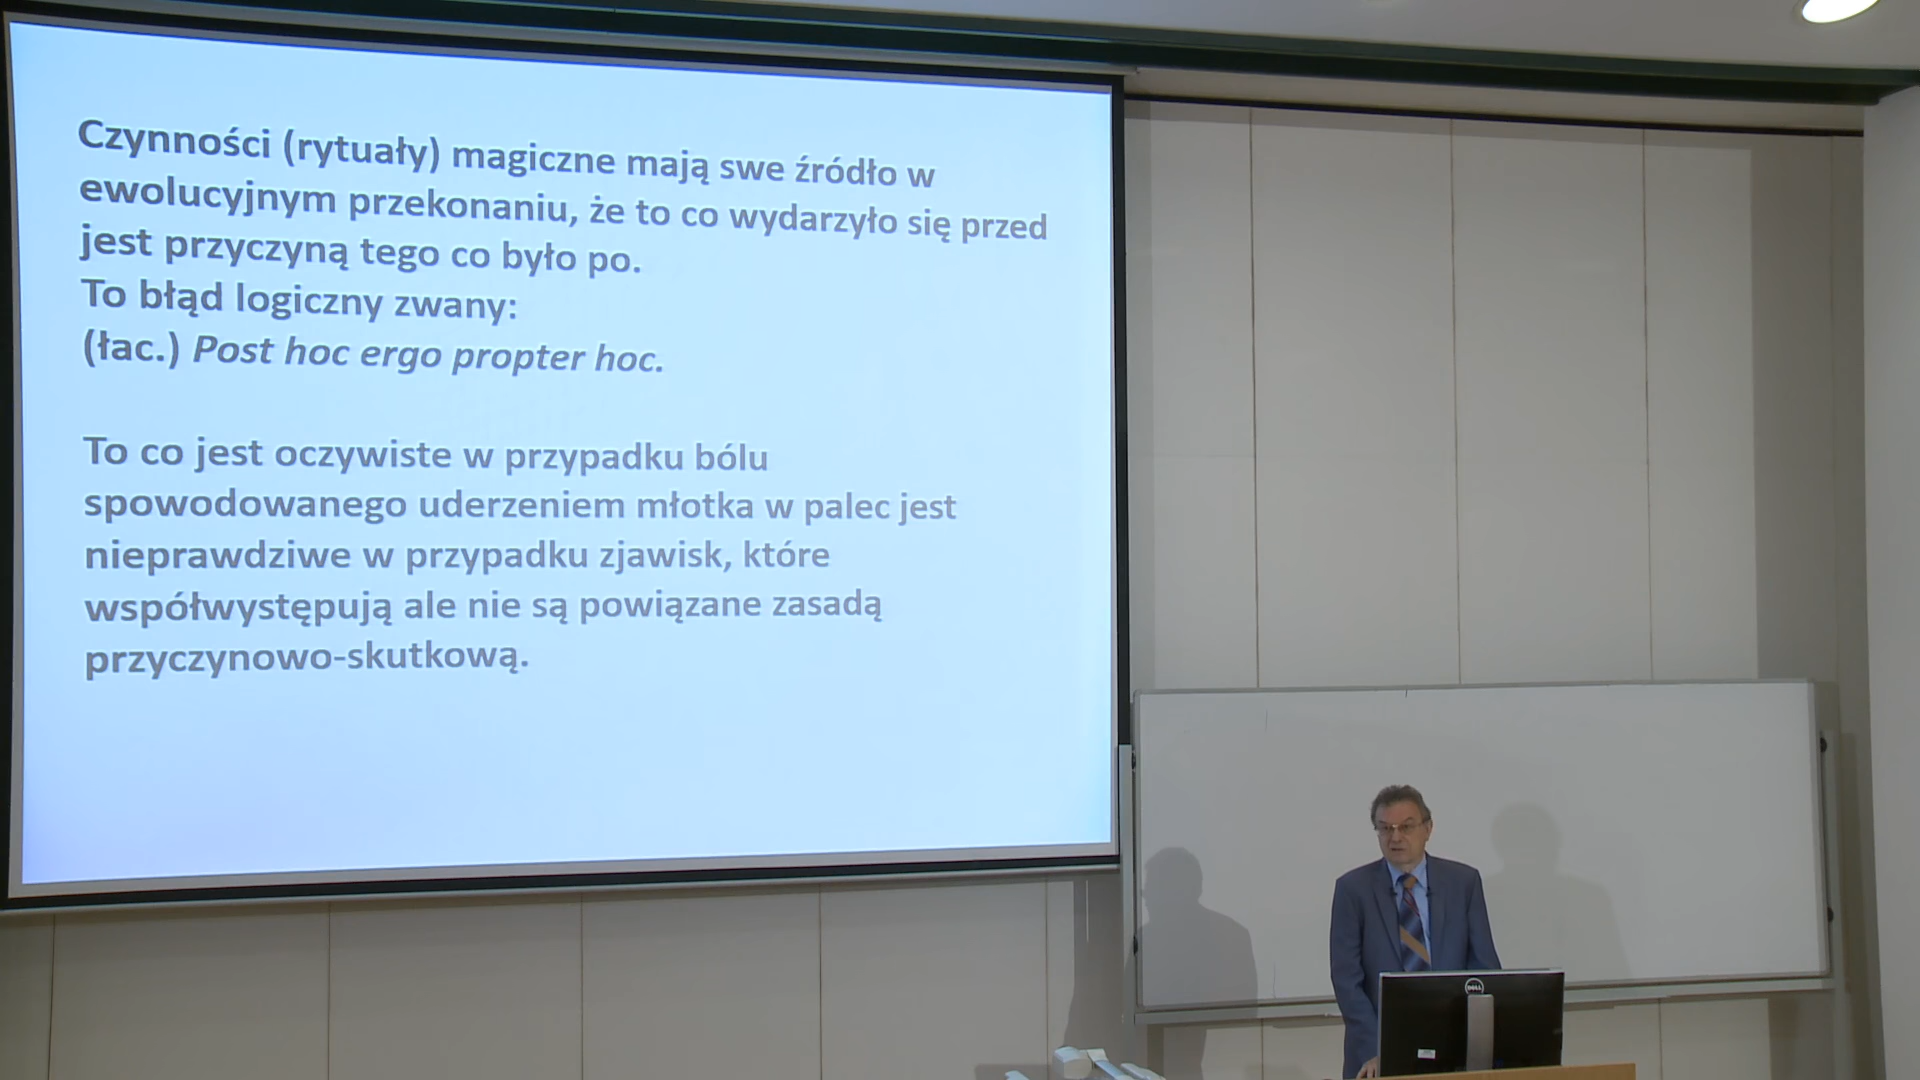 Czynności (rytuały) magiczne mają swe źródło w
ewolucyjnym przekonaniu, że to co wydarzyło się przed
jest przyczyną tego co było po.
To błąd logiczny zwany:
(łac.) Post hoc ergo propter hoc.
To co jest oczywiste w przypadku bólu
spowodowanego uderzeniem młotka w palec jest
nieprawdziwe w przypadku zjawisk, które
współwystępują ale nie są powiązane zasadą
przyczynowo-skutkową.
DELL